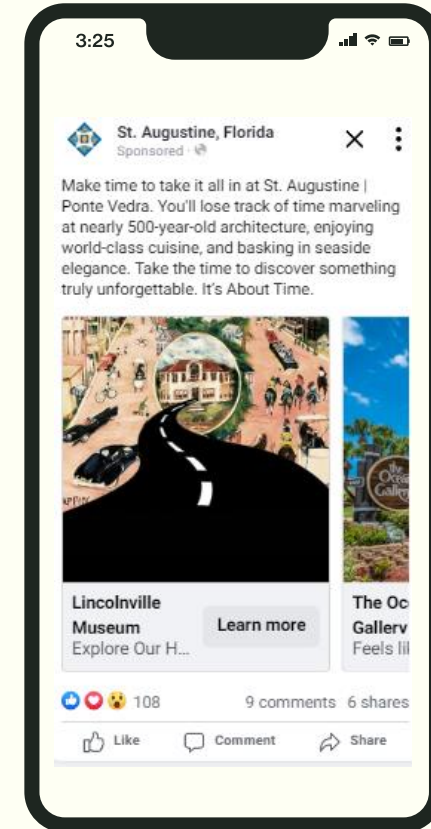 3:25
St. Augustine, Florida
Sponsored ·
Make time to take it all in at St. Augustine |
Ponte Vedra. You'll lose track of time marveling
at nearly 500-year-old architecture, enjoying
world-class cuisine, and basking in seaside
elegance. Take the time to discover something
truly unforgettable. It's About Time.
the
Ocean
Galler
Lincolnville
Museum
Explore Our H...
Learn more
The Oc
Gallery
Feels lil
108
9 comments 6 shares
Like
Comment
Share